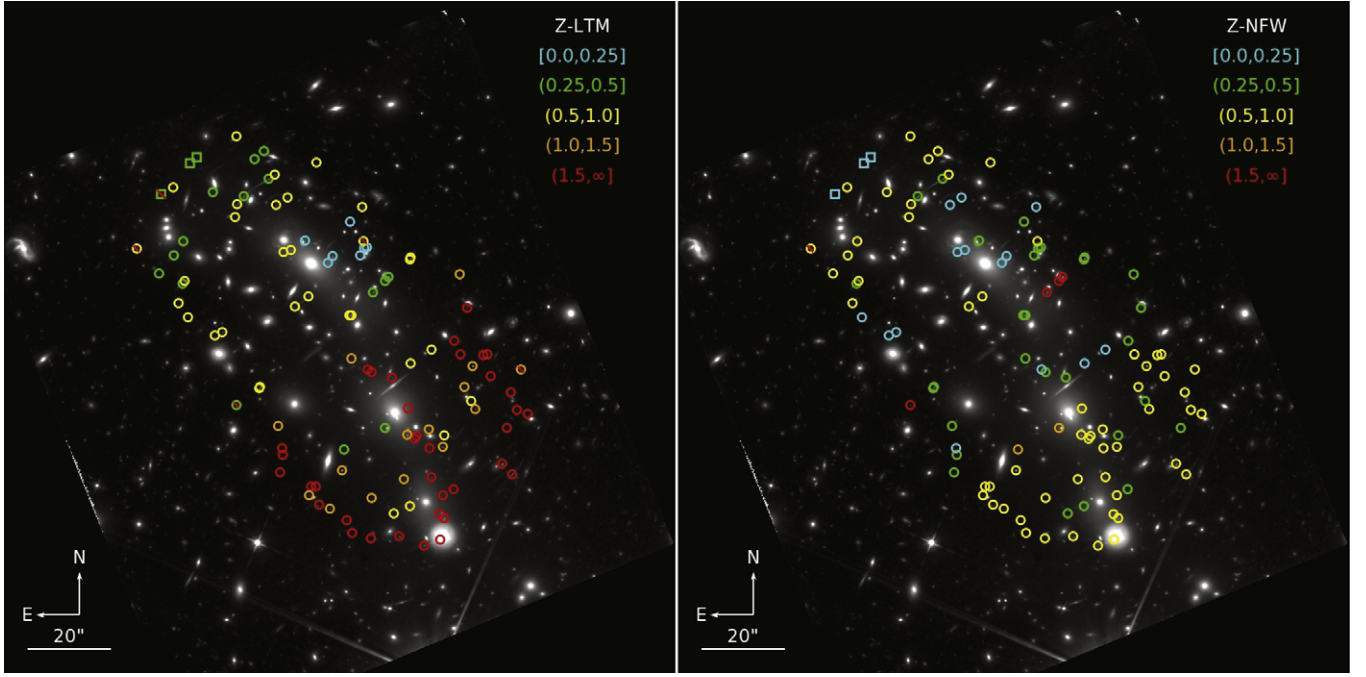 Z-LTM
[0.0,0.25]
(0.25,0.5]
(0.5,1.0]
(1.0,1.5]
(1.5,∞]
N
E
20"
Z-NFW
[0.0,0.25]
(0.25,0.5]
(0.5,1.0]
(1.0,1.5]
(1.5,∞]
N
E
20"